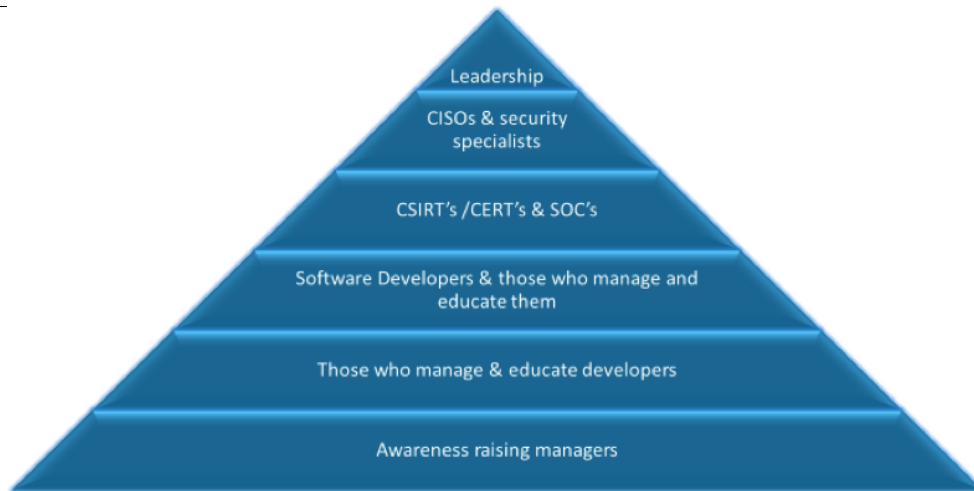 Leadership
CISOs & security
specialists
CSIRT's /CERT's & SOC's
Software Developers & those who manage and
educate them
Those who manage & educate developers
Awareness raising managers